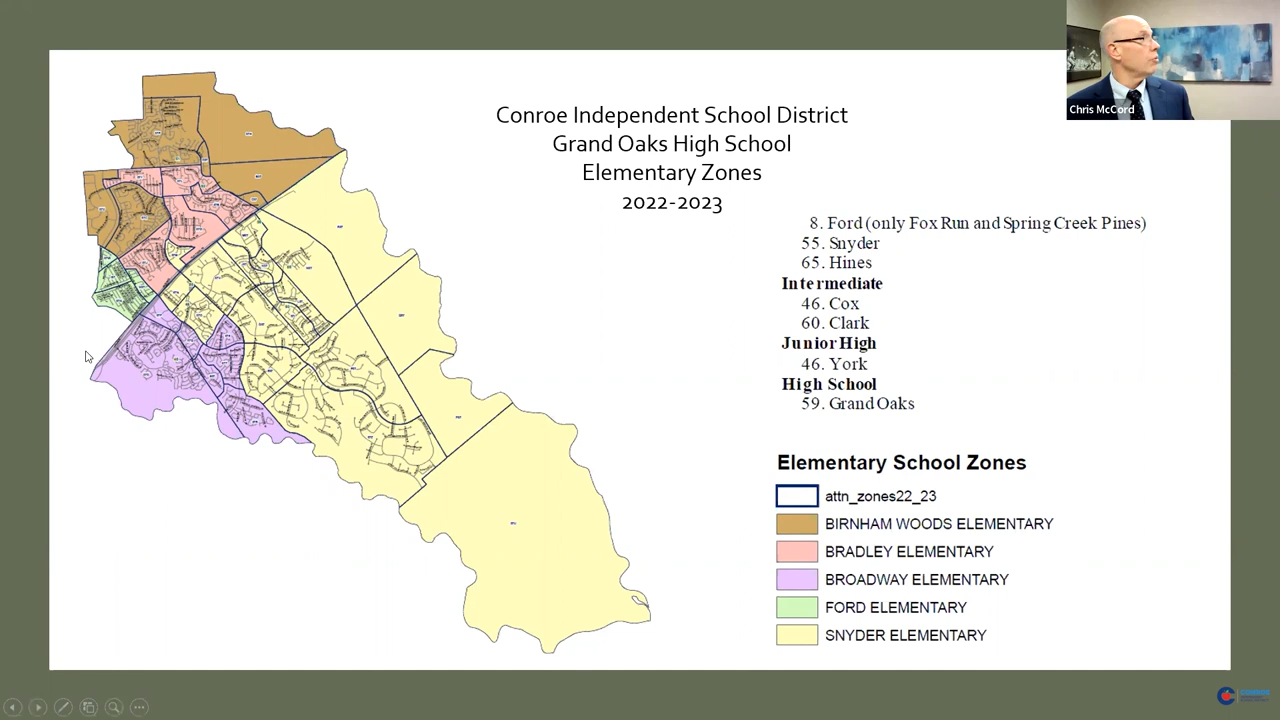 Chris McCord
Conroe Independent School District
Grand Oaks High School
Elementary Zones
2022-2023
8. Ford (only Fox Run and Spring Creek Pines)
55. Snyder
65. Hines
Intermediate
46. Cox
60. Clark
Junior High
46. York
High School
59. Grand Oaks
Elementary School Zones
attn_zones22_23
BIRNHAM WOODS ELEMENTARY
BRADLEY ELEMENTARY
BROADWAY ELEMENTARY
FORD ELEMENTARY
SNYDER ELEMENTARY